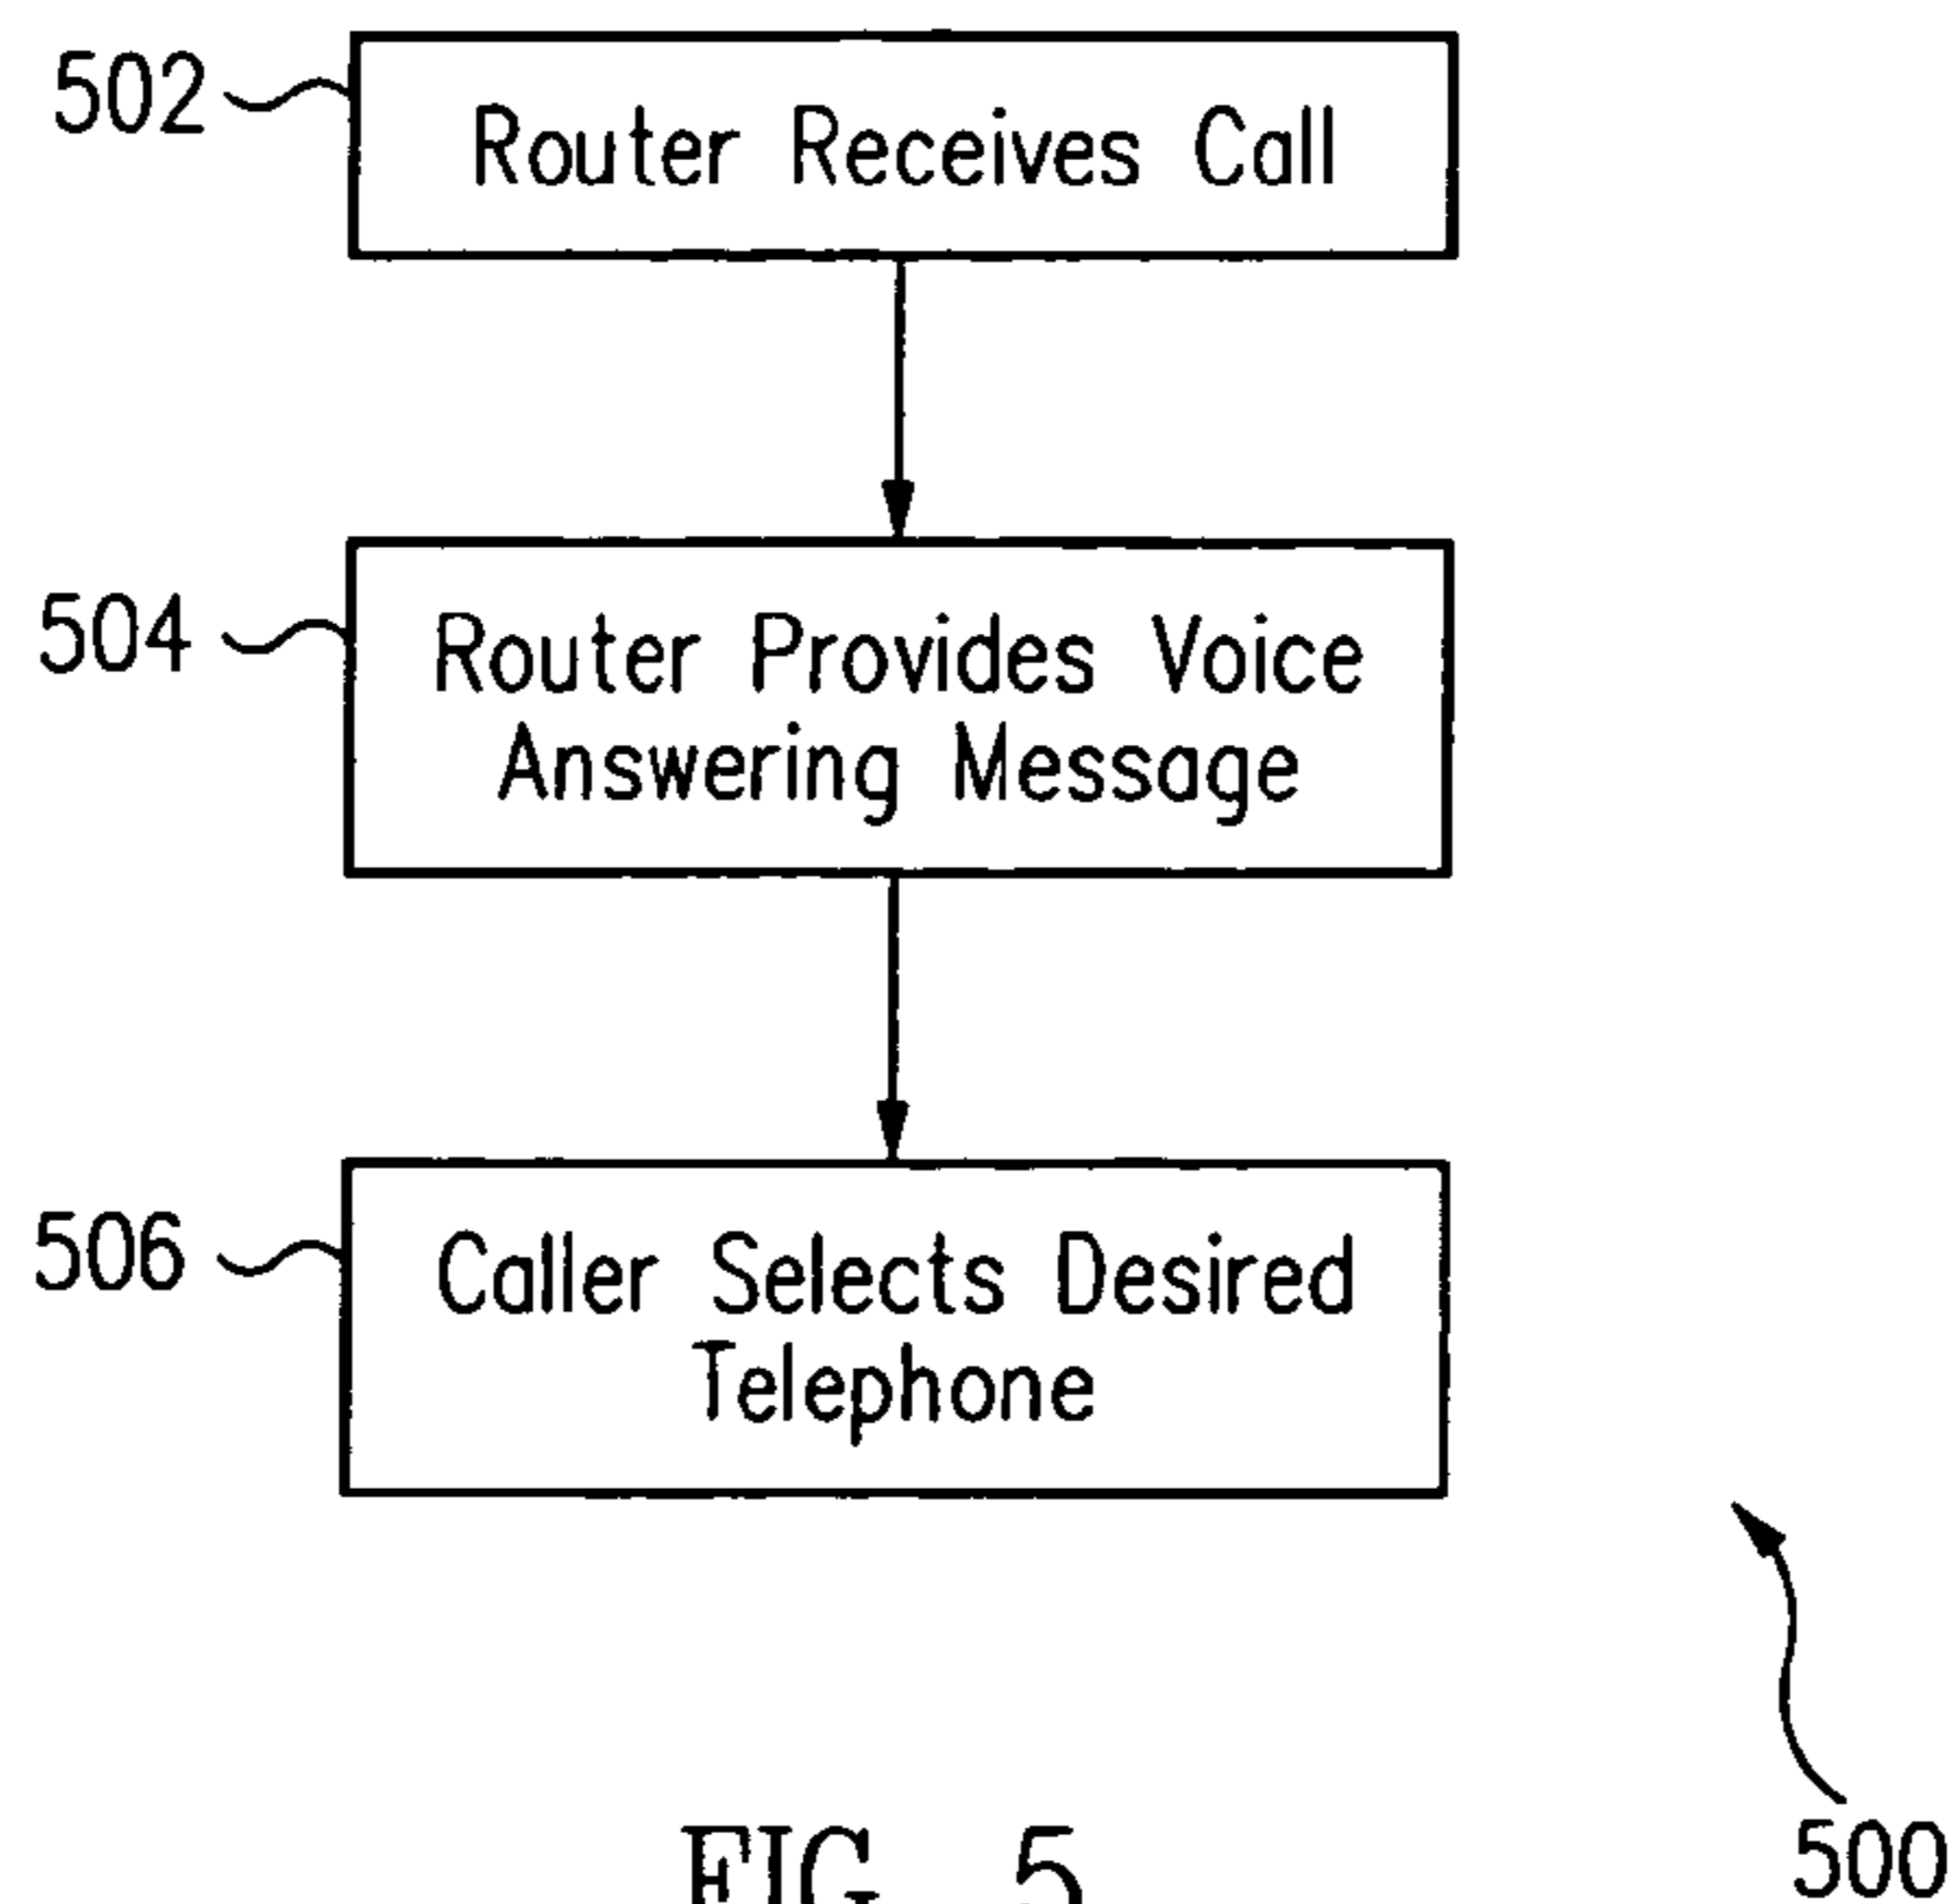 502
Router Receives Call
504
Router Provides Voice
Answering Message
506
Caller Selects Desired
Telephone
500
FIG. 5